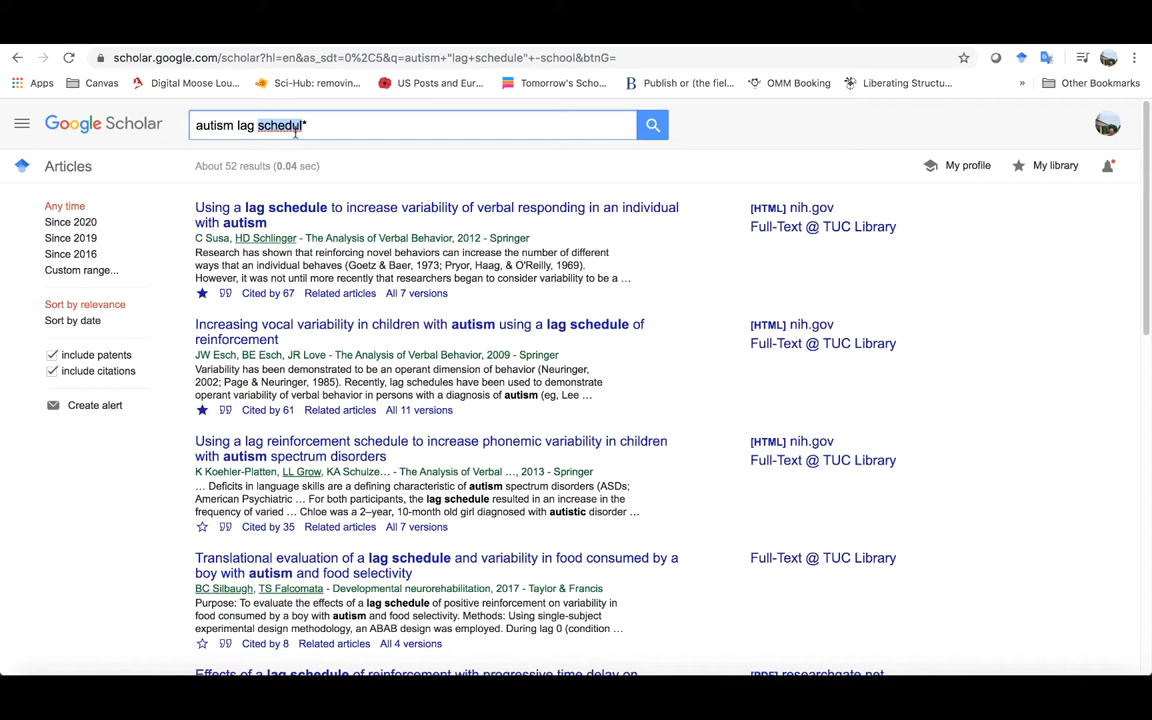 scholar.google.com/scholar?hl=en&as_sdt=0%2C5&q=autism+"lag+schedule"+-school&btnG=
Apps Canvas Digital Moose Lou... Sci-Hub: removin... US Posts and Eur... Tomorrow's Scho... Publish or (the fiel... OMM Booking Liberating Structu... » Other Bookmarks
Google Scholar autism lag schedul*
Articles About 52 results (0.04 sec) My profile My library
Any time
Since 2020
Since 2019
Since 2016
Custom range...
Sort by relevance
Sort by date
include patents
include citations
Create alert
Using a lag schedule to increase variability of verbal responding in an individual
with autism
C Susa, HD Schlinger - The Analysis of Verbal Behavior, 2012 - Springer
Research has shown that reinforcing novel behaviors can increase the number of different
ways that an individual behaves (Goetz & Baer, 1973; Pryor, Haag, & O'Reilly, 1969).
However, it was not until more recently that researchers began to consider variability to be a ...
Cited by 67 Related articles All 7 versions
[HTML] nih.gov
Full-Text @ TUC Library
Increasing vocal variability in children with autism using a lag schedule of
reinforcement
JW Esch, BE Esch, JR Love - The Analysis of Verbal Behavior, 2009 - Springer
Variability has been demonstrated to be an operant dimension of behavior (Neuringer,
2002; Page & Neuringer, 1985). Recently, lag schedules have been used to demonstrate
operant variability of verbal behavior in persons with a diagnosis of autism (eg, Lee ...
Cited by 61 Related articles All 11 versions
[HTML] nih.gov
Full-Text @ TUC Library
Using a lag reinforcement schedule to increase phonemic variability in children
with autism spectrum disorders
K Koehler-Platten, LL Grow, KA Schulze... - The Analysis of Verbal ..., 2013 - Springer
... Deficits in language skills are a defining characteristic of autism spectrum disorders (ASDs;
American Psychiatric ... For both participants, the lag schedule resulted in an increase in the
frequency of varied ... Chloe was a 2–year, 10-month old girl diagnosed with autistic disorder ...
Cited by 35 Related articles All 7 versions
[HTML] nih.gov
Full-Text @ TUC Library
Translational evaluation of a lag schedule and variability in food consumed by a
boy with autism and food selectivity
BC Silbaugh, TS Falcomata - Developmental neurorehabilitation, 2017 - Taylor & Francis
Purpose: To evaluate the effects of a lag schedule of positive reinforcement on variability in
food consumed by a boy with autism and food selectivity. Methods: Using single-subject
experimental design methodology, an ABAB design was employed. During lag 0 (condition ...
Cited by 8 Related articles All 4 versions
Full-Text @ TUC Library
Effects of a lag schedule of reinforcement with progressive time delay on
[PDF] researchgate.net